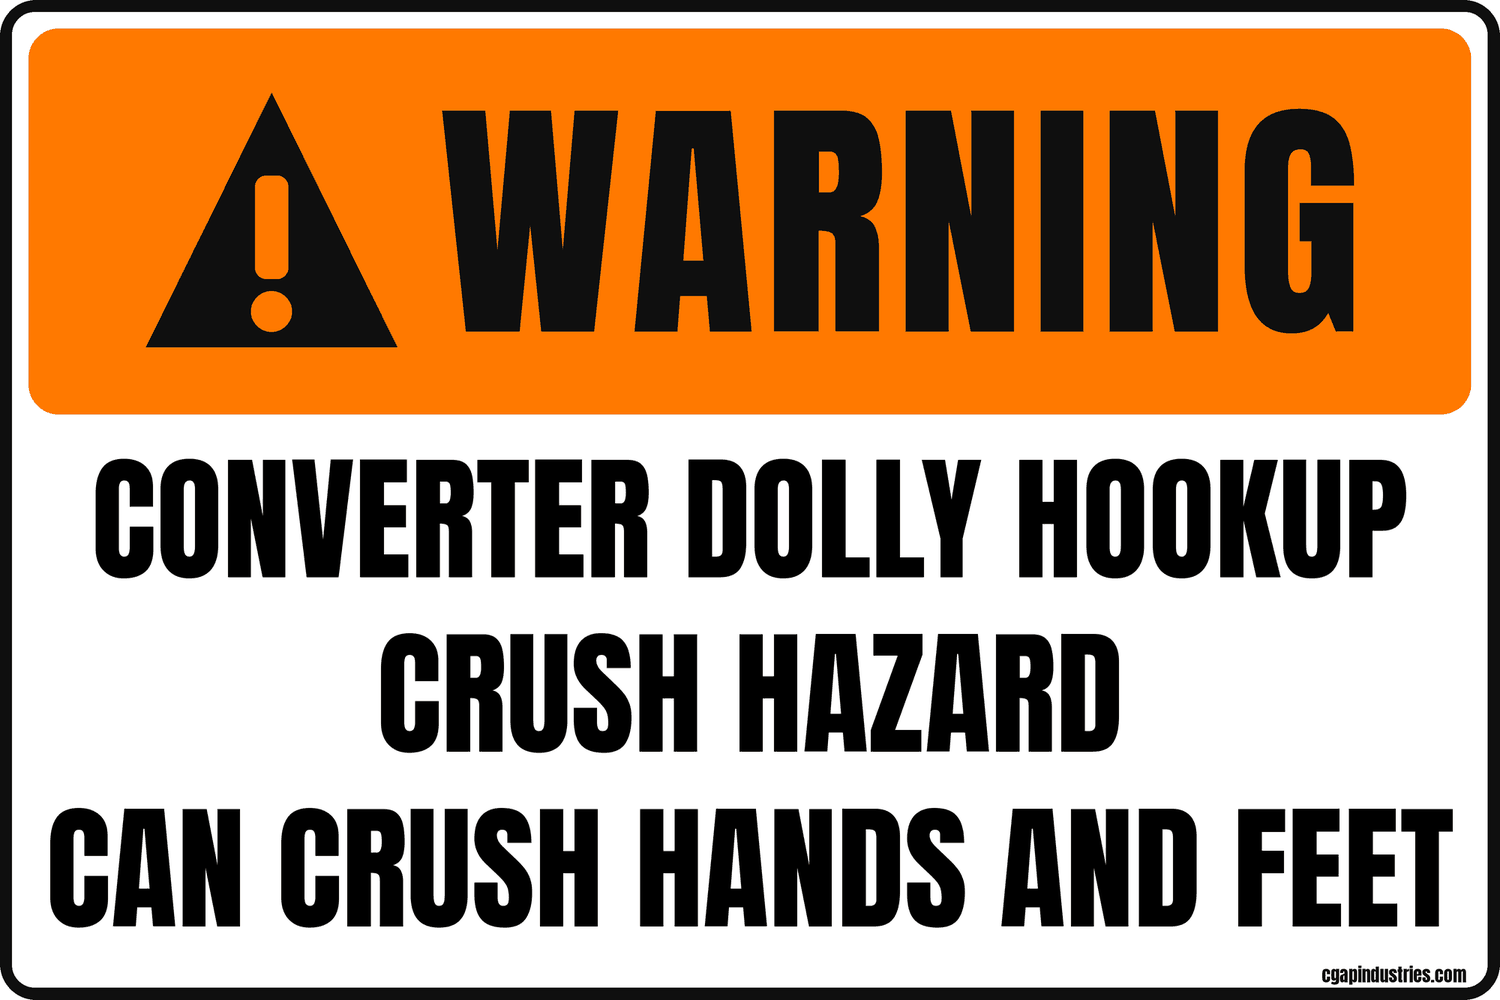 WARNING
CONVERTER DOLLY HOOKUP
CRUSH HAZARD
CAN CRUSH HANDS AND FEET
cgapindustries.com